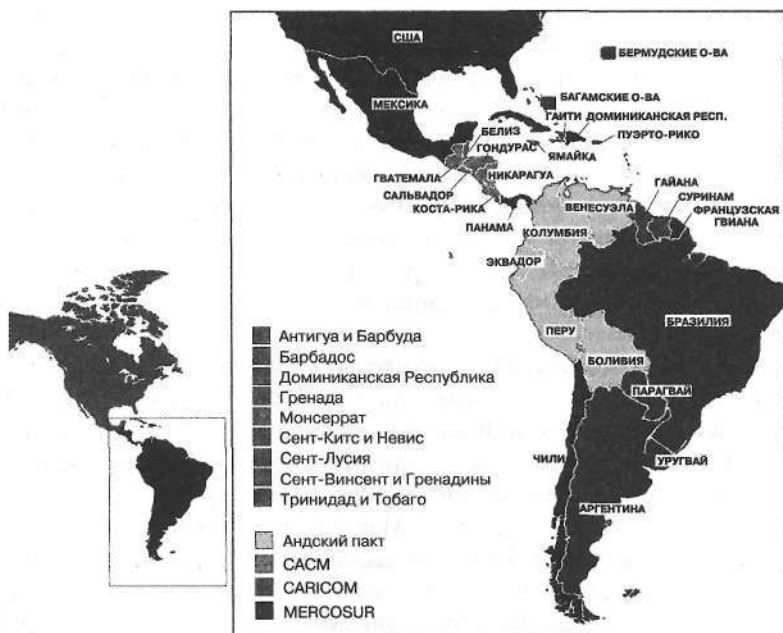 США
БЕРМУДСКИЕ О-ВА
МЕКСИКА
БАГАМСКИЕ О-ВА
ГАИТИ ДОМИНИКАНСКАЯ РЕСП.
БЕЛИЗ
ПУЭРТО-РИКО
ГОНДУРАС
ЯМАЙКА
ГВАТЕМАЛА
НИКАРАГУА
САЛЬВАДОР
КОСТА-РИКА
ПАНАМА
ВЕНЕСУЭЛА
ГАЙАНА
СУРИНАМ
ФРАНЦУЗСКАЯ
ГВИАНА
КОЛУМБИЯ
ЭКВАДОР
ПЕРУ
БРАЗИЛИЯ
БОЛИВИЯ
ПАРАГВАЙ
ЧИЛИ
УРУГВАЙ
АРГЕНТИНА
Антигуа и Барбуда
Барбадос
Доминиканская Республика
Гренада
Монсеррат
Сент-Китс и Невис
Сент-Лусия
Сент-Винсент и Гренадины
Тринидад и Тобаго
Андский пакт
CACM
CARICOM
MERCOSUR